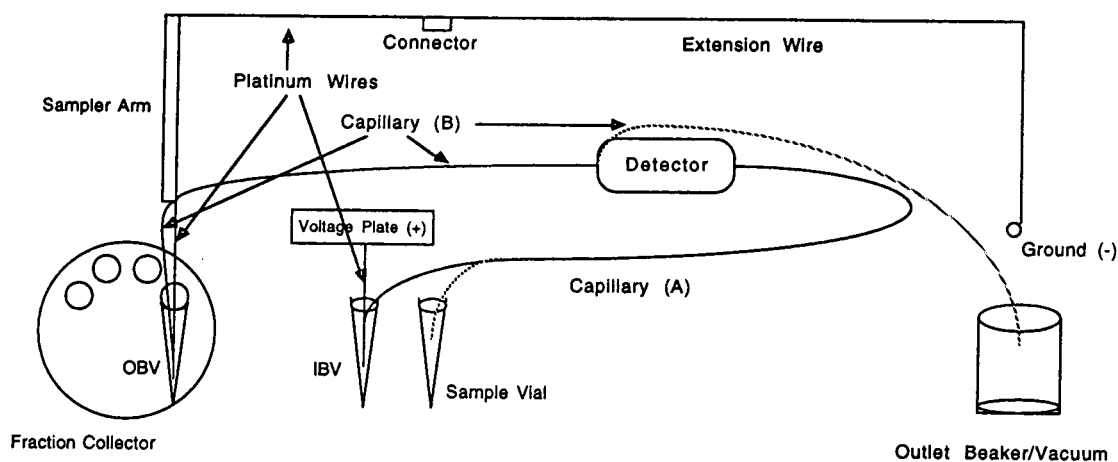 Connector
Extension Wire
Platinum Wires
Sampler Arm
Capillary (B)
Detector
Voltage Plate (+)
Ground (-)
Capillary (A)
OBV
IBV
Sample Vial
Fraction Collector
Outlet Beaker/Vacuum